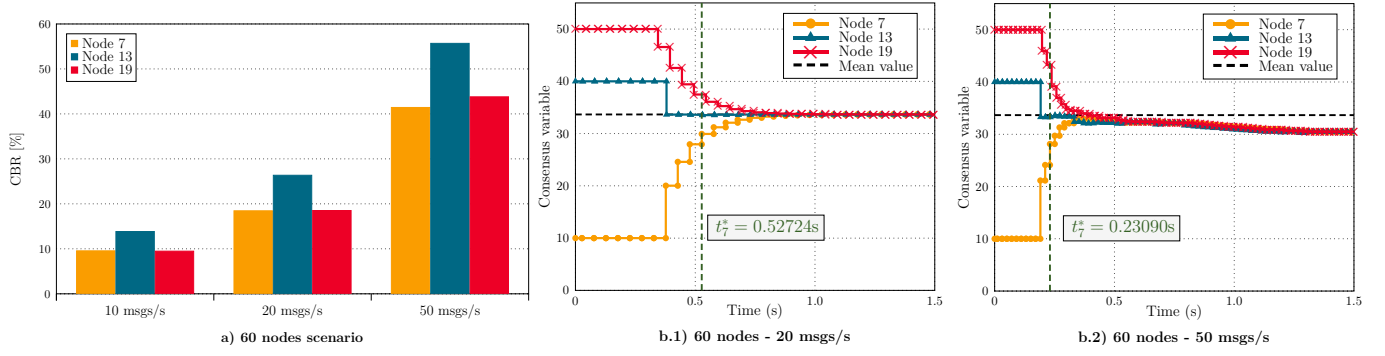 60
50
40
30
20
10
0
CBR [%]
Node 7
Node 13
Node 19
10 msgs/s
20 msgs/s
50 msgs/s
a) 60 nodes scenario
50
40
30
20
10
0
Consensus variable
Node 7
Node 13
Node 19
Mean value
t*7 = 0.52724s
0
0.5
1.0
1.5
Time (s)
b.1) 60 nodes - 20 msgs/s
50
40
30
20
10
0
Consensus variable
Node 7
Node 13
Node 19
Mean value
t*7 = 0.23090s
0
0.5
1.0
1.5
Time (s)
b.2) 60 nodes - 50 msgs/s